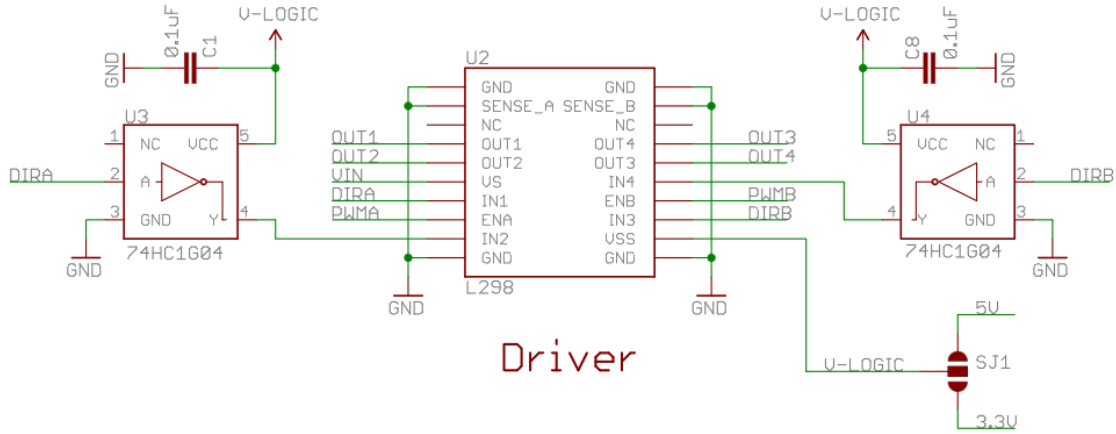 V-LOGIC
GND
0.1uF
C1
U3
1 NC VCC 5
DIRA 2 A
3 GND Y 4
74HC1G04
GND
U2
GND GND
SENSE_A SENSE_B
NC NC
OUT1 OUT1 OUT4 OUT3
OUT2 OUT2 OUT3 OUT4
VIN VS IN4
DIRA IN1 ENB PWMB
PWMA ENA IN3 DIRB
IN2 VSS
GND GND
L298
GND GND
V-LOGIC
C8
0.1uF
GND
U4
5 VCC NC 1
A 2 DIRB
4 Y GND 3
74HC1G04
GND
Driver
5V
V-LOGIC SJ1
3.3V